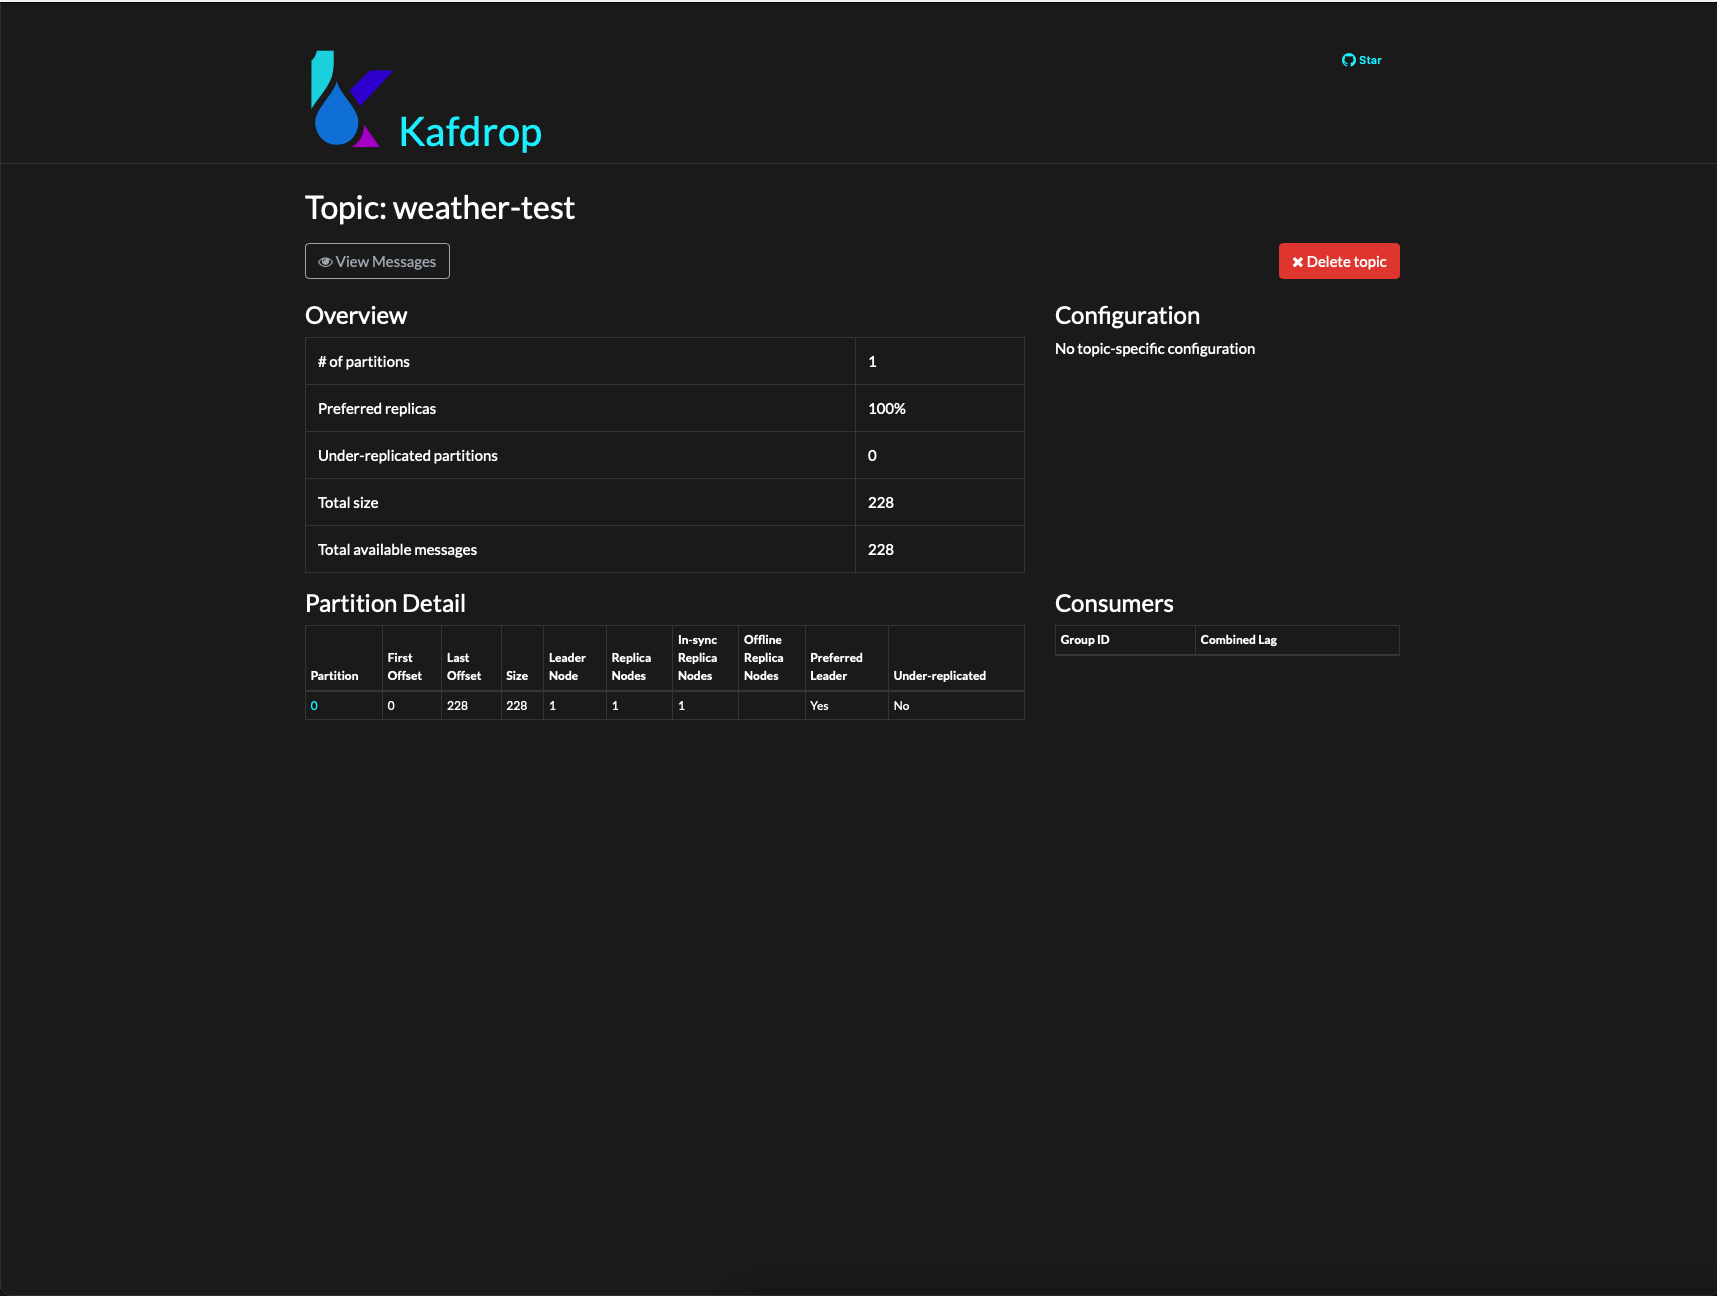 Kafdrop
Star
Topic: weather-test
View Messages
Delete topic
Overview
# of partitions 1
Preferred replicas 100%
Under-replicated partitions 0
Total size 228
Total available messages 228
Configuration
No topic-specific configuration
Partition Detail
Partition First Offset Last Offset Size Leader Node Replica Nodes In-sync Replica Nodes Offline Replica Nodes Preferred Leader Under-replicated
0 0 228 228 1 1 1 Yes No
Consumers
Group ID Combined Lag